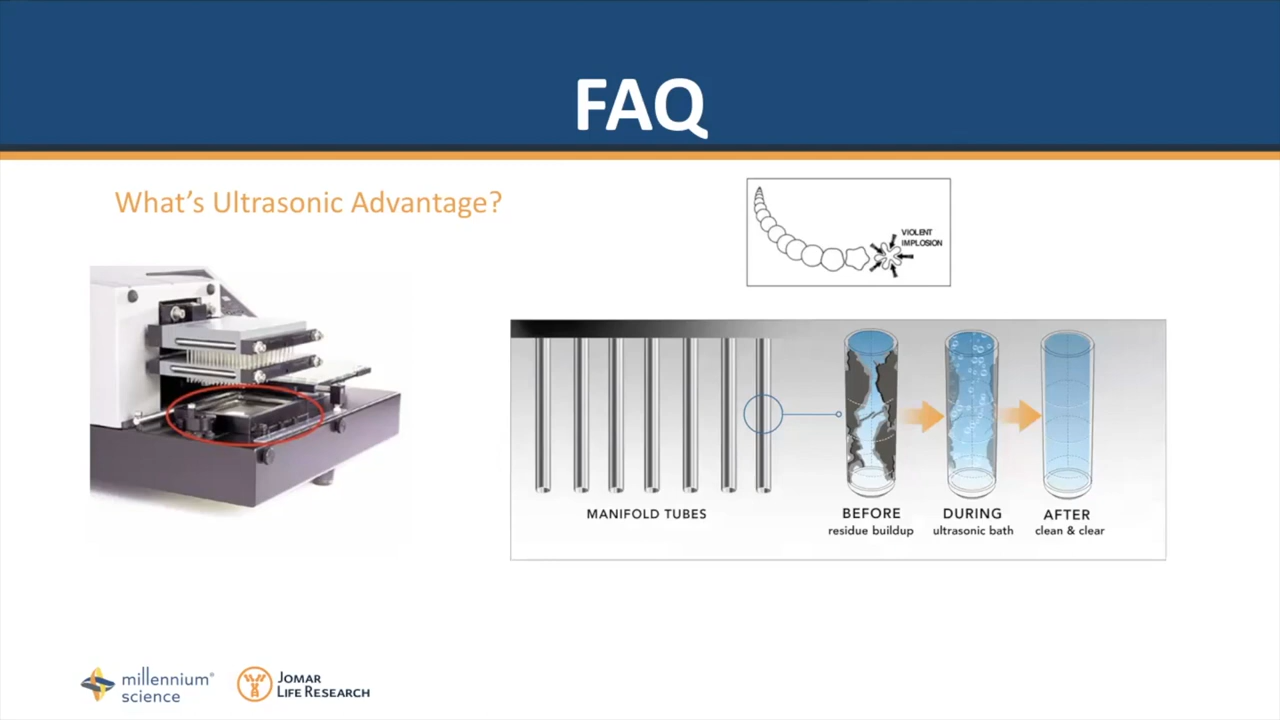 FAQ
What's Ultrasonic Advantage?
VIOLENT
IMPLOSION
MANIFOLD TUBES
BEFORE
residue buildup
DURING
ultrasonic bath
AFTER
clean & clear
millennium®
science
JOMAR
LIFE RESEARCH